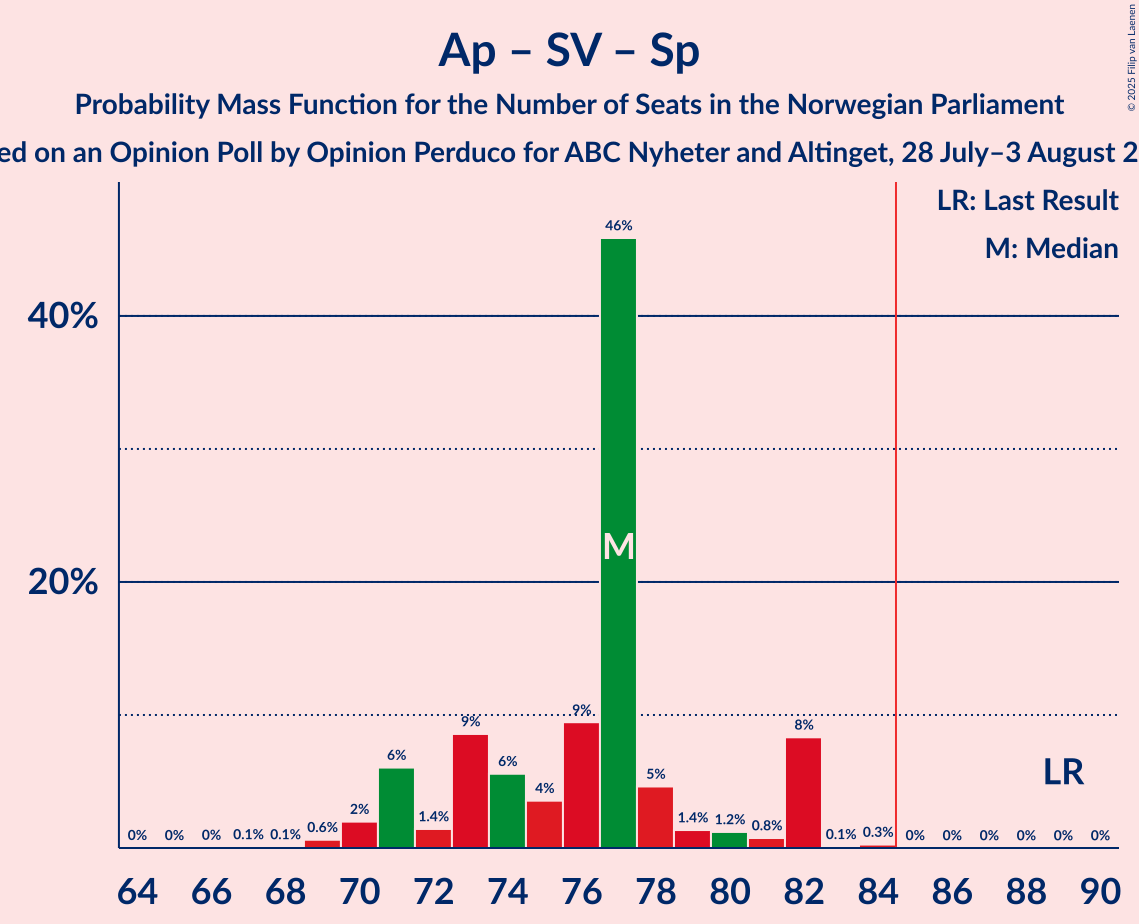 Ap – SV – Sp
Probability Mass Function for the Number of Seats in the Norwegian Parliament
ed on an Opinion Poll by Opinion Perduco for ABC Nyheter and Altinget, 28 July–3 August 2
© 2025 Filip van Laenen
LR: Last Result
M: Median
40%
20%
46%
M
0% 0% 0% 0.1% 0.1% 0.6% 2% 6% 1.4% 9% 6% 4% 9% 5% 1.4% 1.2% 0.8% 8% 0.1% 0.3% 0% 0% 0% 0% 0% 0%
LR
64 66 68 70 72 74 76 78 80 82 84 86 88 90